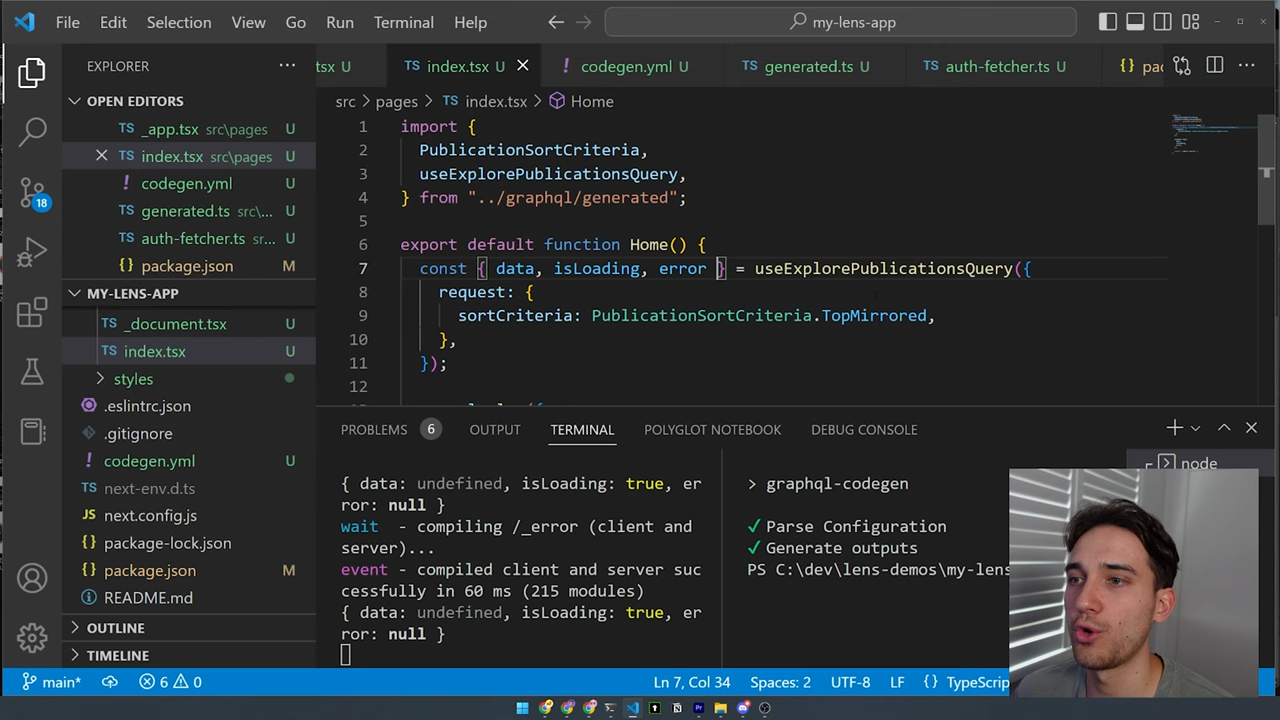 File Edit Selection View Go Run Terminal Help my-lens-app
EXPLORER
tsx U
TS index.tsx U
! codegen.yml U
TS generated.ts U
TS auth-fetcher.ts U
{} pac
OPEN EDITORS
TS _app.tsx src\pages U
TS index.tsx src\pages U
! codegen.yml U
TS generated.ts src\... U
TS auth-fetcher.ts sr... U
{} package.json M
MY-LENS-APP
TS _document.tsx U
TS index.tsx U
styles
.eslintrc.json
.gitignore
! codegen.yml U
TS next-env.d.ts
JS next.config.js
{} package-lock.json
{} package.json M
README.md
OUTLINE
TIMELINE
18
src > pages > TS index.tsx > Home
1 import {
2 PublicationSortCriteria,
3 useExplorePublicationsQuery,
4 } from "../graphql/generated";
5
6 export default function Home() {
7 const { data, isLoading, error } = useExplorePublicationsQuery({
8 request: {
9 sortCriteria: PublicationSortCriteria.TopMirrored,
10 },
11 });
12
PROBLEMS 6 OUTPUT TERMINAL POLYGLOT NOTEBOOK DEBUG CONSOLE
{ data: undefined, isLoading: true, er
ror: null }
wait - compiling /_error (client and
server)...
event - compiled client and server suc
cessfully in 60 ms (215 modules)
{ data: undefined, isLoading: true, er
ror: null }
> graphql-codegen
✓ Parse Configuration
✓ Generate outputs
PS C:\dev\lens-demos\my-lens
node
main* 6 0 Ln 7, Col 34 Spaces: 2 UTF-8 LF {} TypeScrip